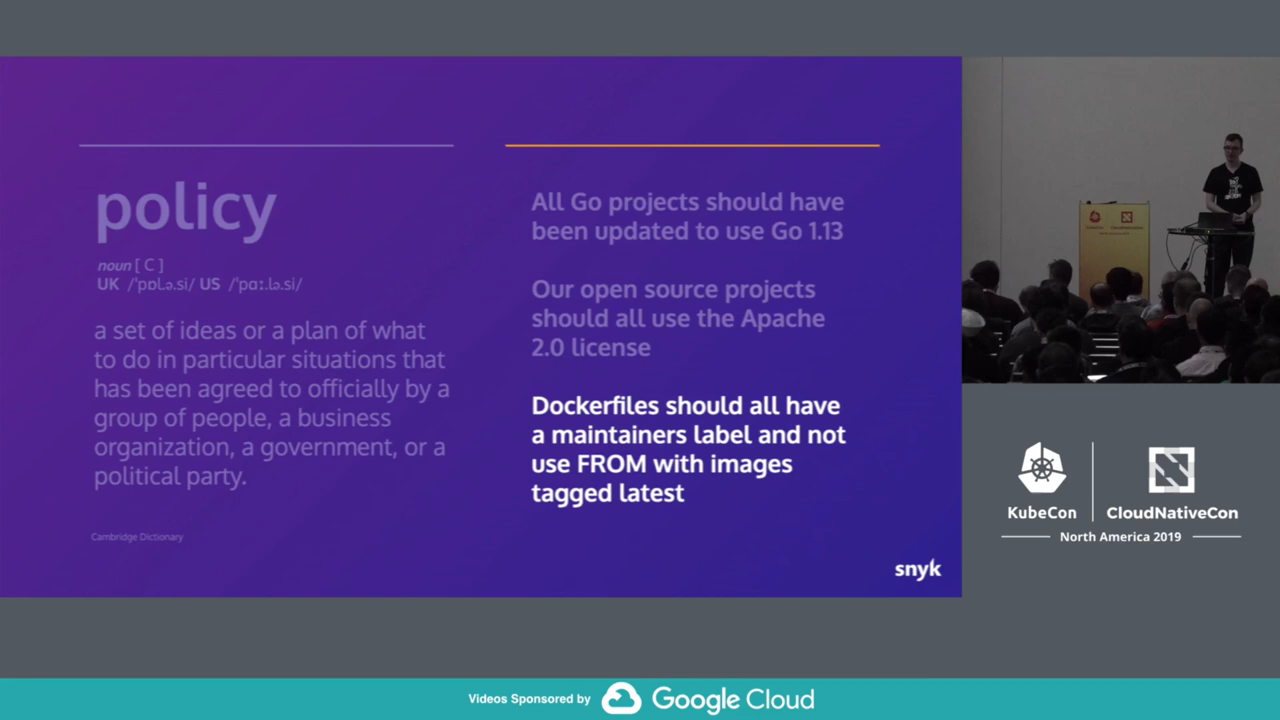 policy
noun [ C ]
UK /ˈpɒl.ə.si/ US /ˈpɑː.lə.si/
a set of ideas or a plan of what
to do in particular situations that
has been agreed to officially by a
group of people, a business
organization, a government, or a
political party.
Cambridge Dictionary
All Go projects should have
been updated to use Go 1.13
Our open source projects
should all use the Apache
2.0 license
Dockerfiles should all have
a maintainers label and not
use FROM with images
tagged latest
snyk
KubeCon
CloudNativeCon
North America 2019
Videos Sponsored by
Google Cloud